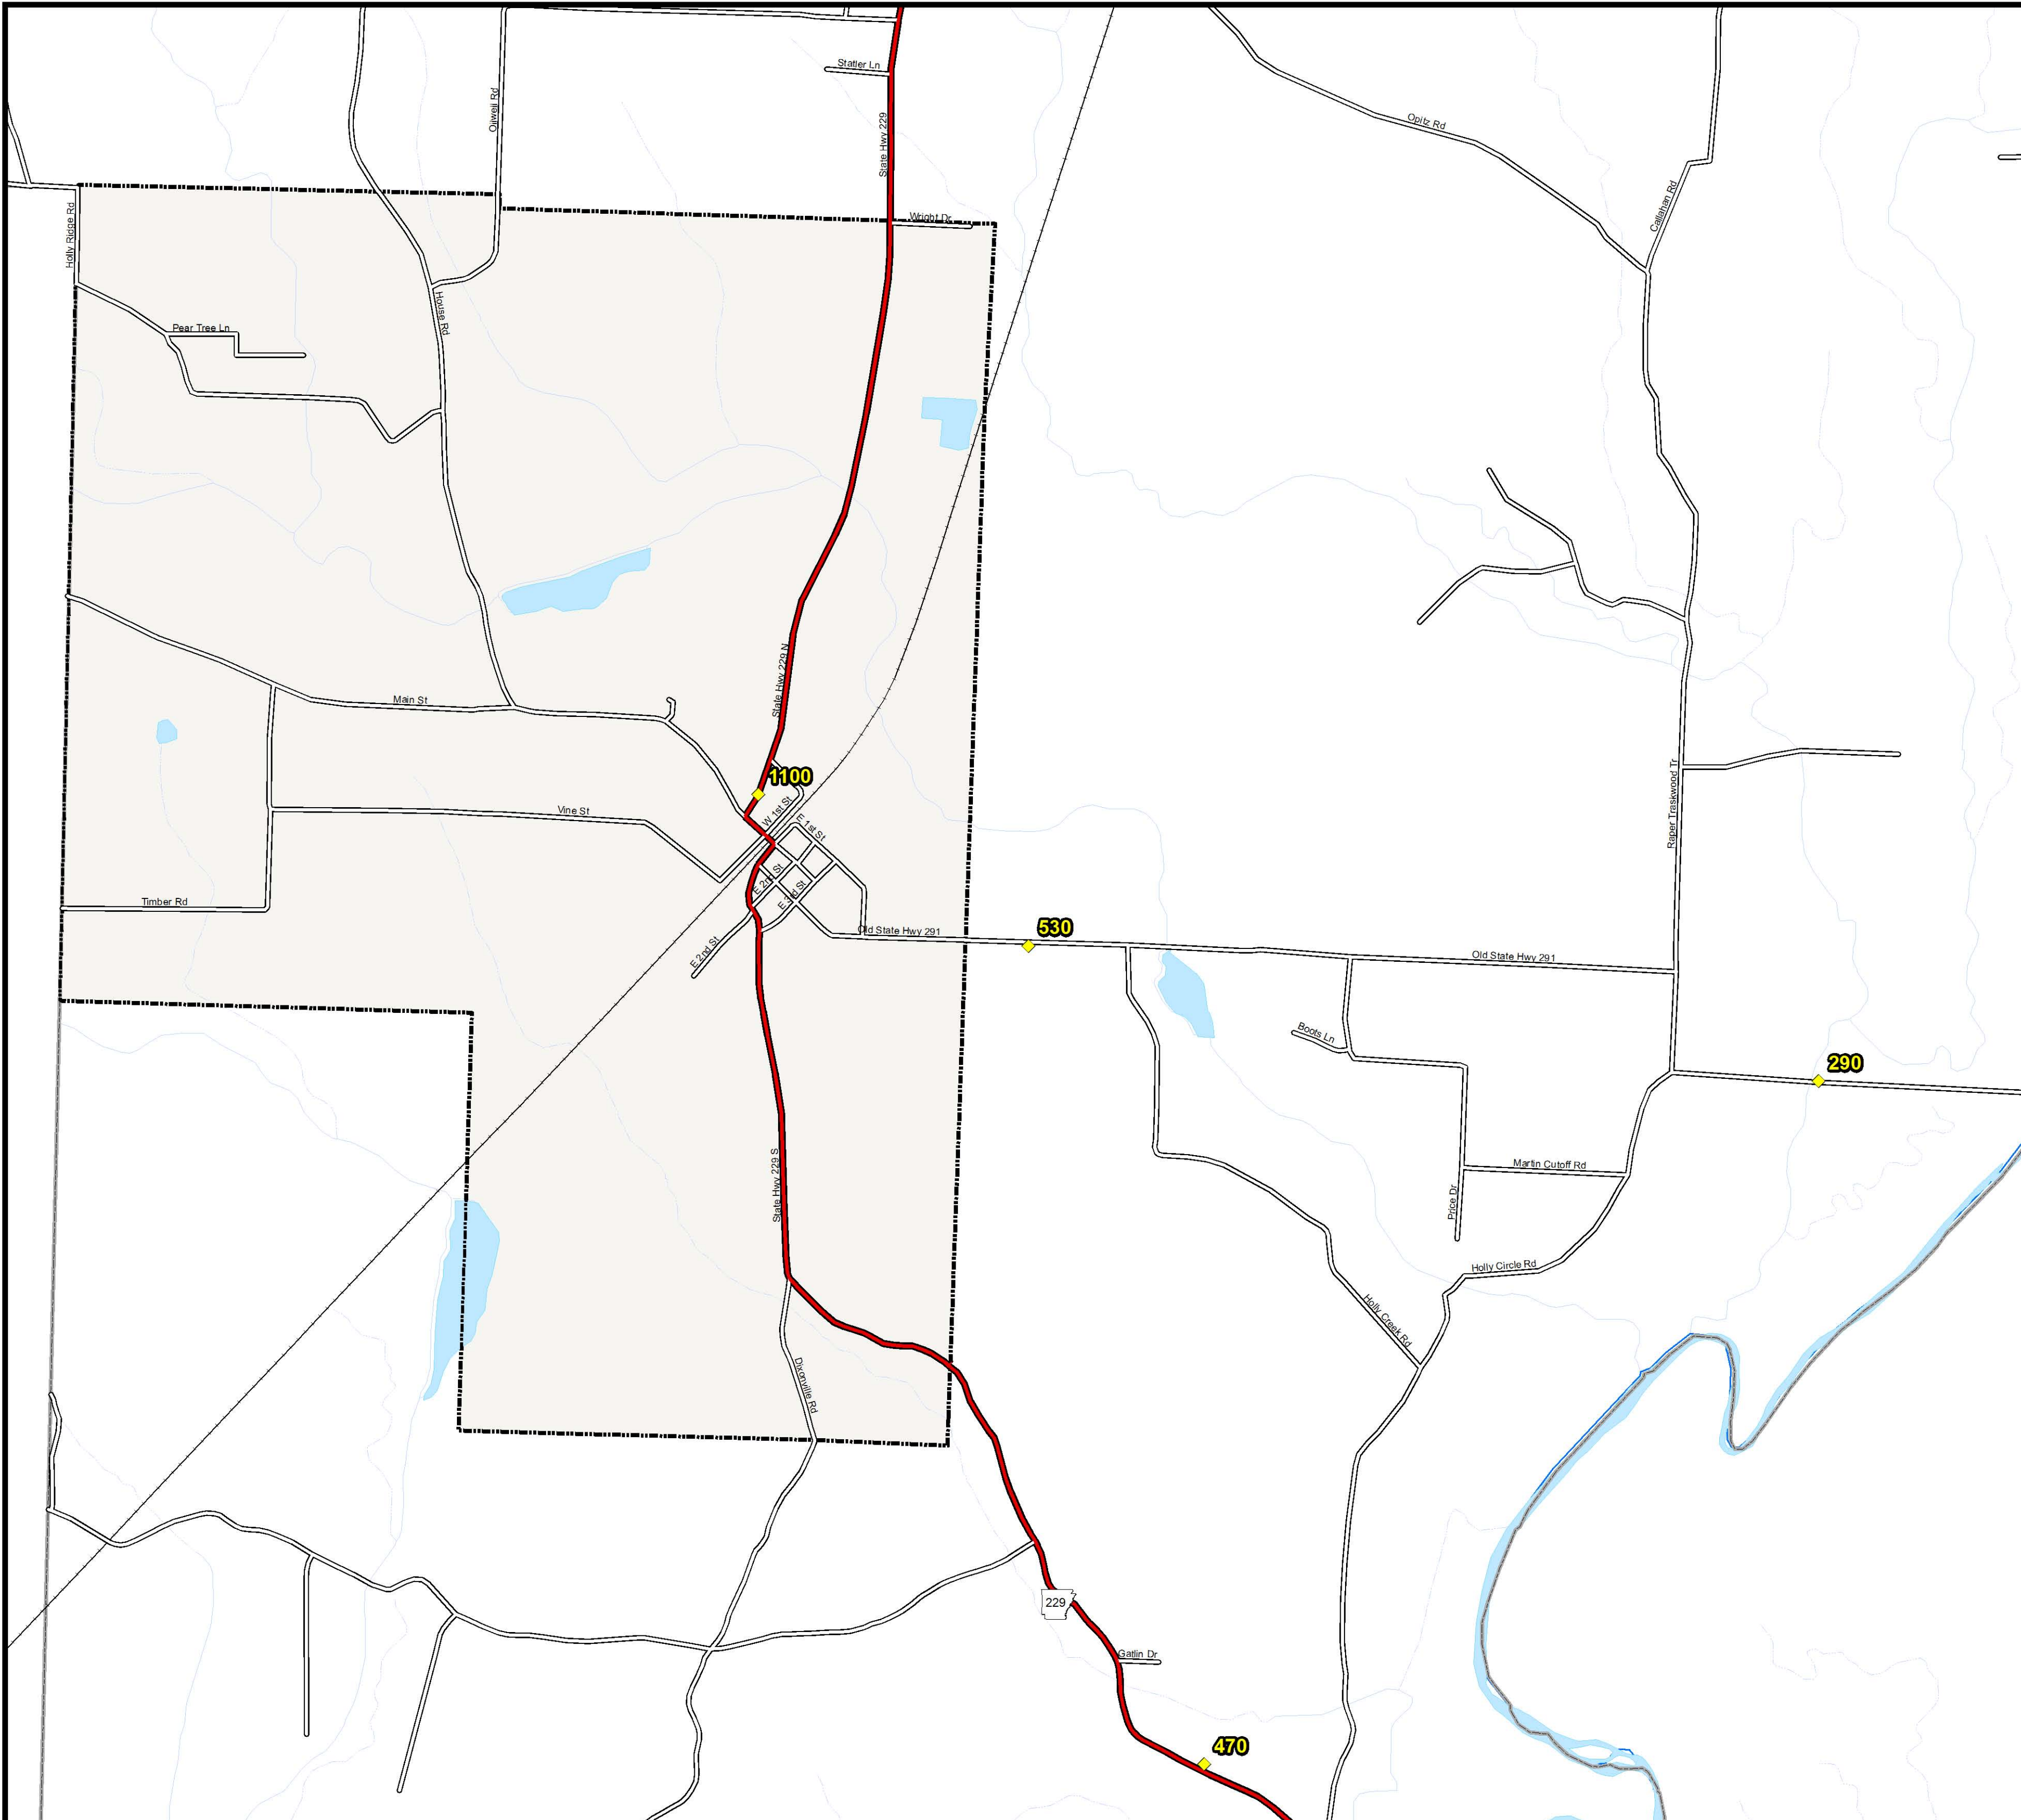 Statler Ln
Oilwell Rd
State Hwy 229
Opitz Rd
Callahan Rd
Wright Dr
Holly Ridge Rd
House Rd
Pear Tree Ln
State Hwy 229 N
Main St
1100
Vine St
W 1st St
E 1st St
Raper Traskwood Tr
E 2nd St
E 3rd St
Timber Rd
Old State Hwy 291
530
E 2nd St
Old State Hwy 291
Boots Ln
290
Martin Cutoff Rd
Price Dr
State Hwy 229 S
Holly Circle Rd
Holly Creek Rd
Dixonville Rd
229
Gatlin Dr
470